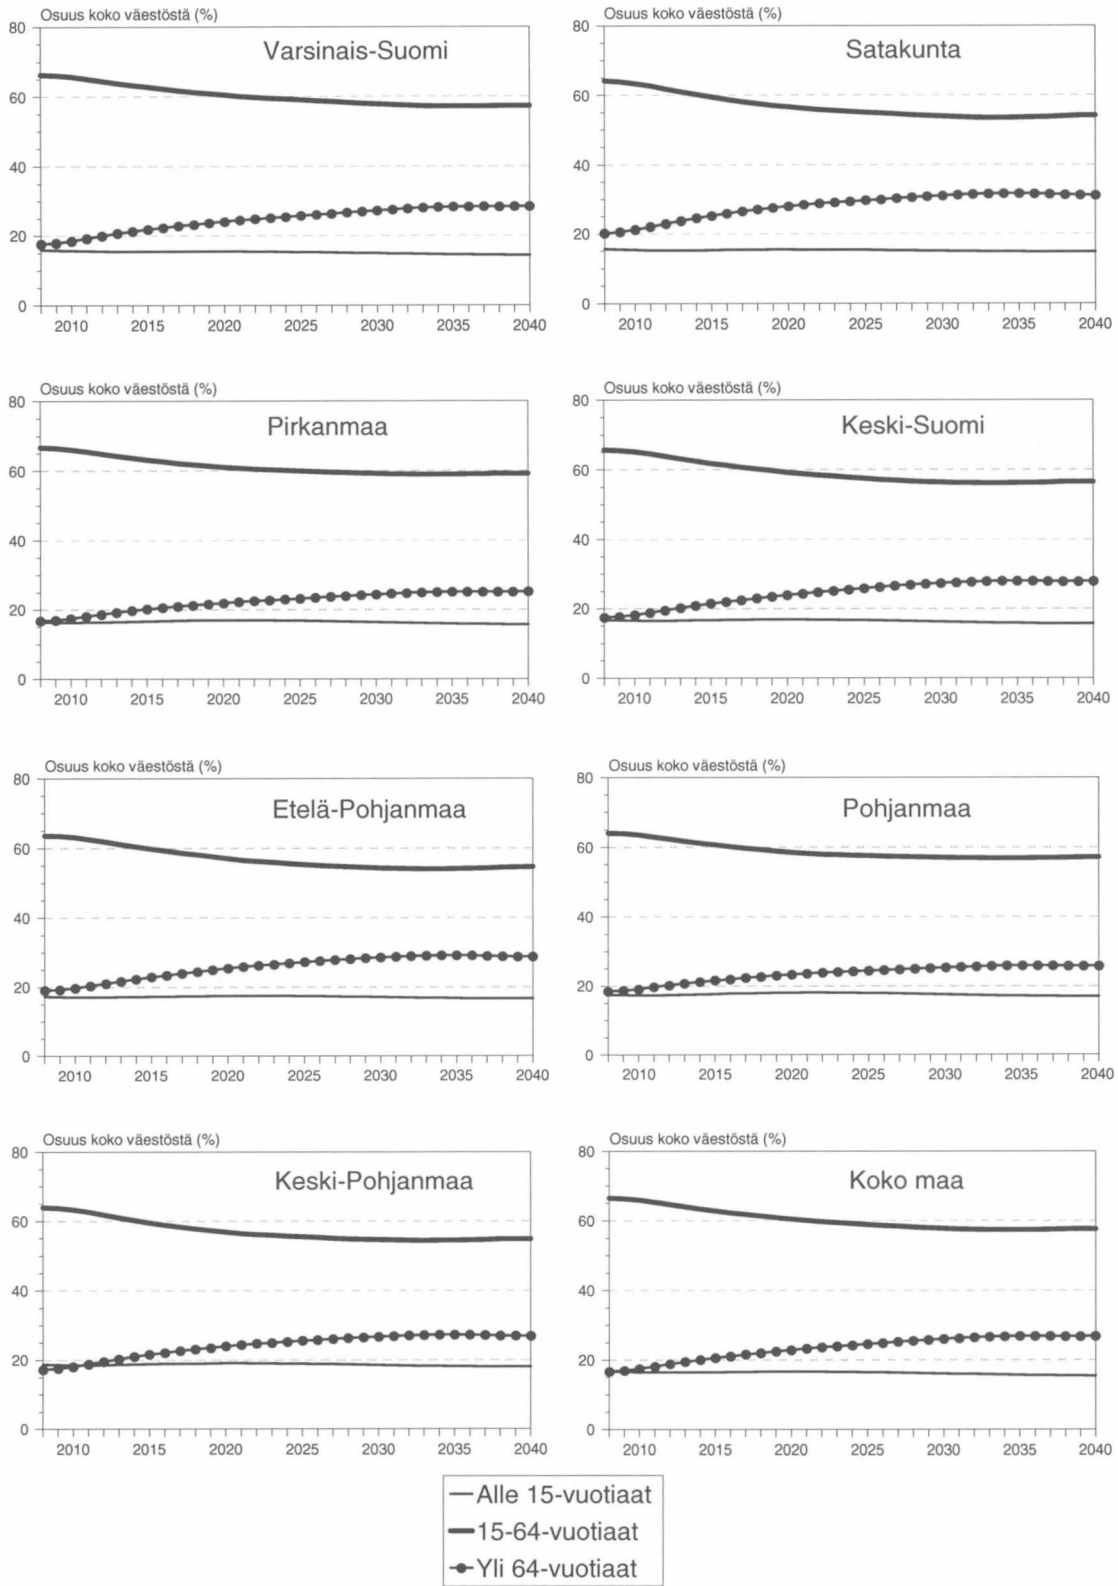 Osuus koko väestöstä (%)
Varsinais-Suomi
80
60
40
20
0
2010 2015 2020 2025 2030 2035 2040
Osuus koko väestöstä (%)
Satakunta
80
60
40
20
0
2010 2015 2020 2025 2030 2035 2040
Osuus koko väestöstä (%)
Pirkanmaa
80
60
40
20
0
2010 2015 2020 2025 2030 2035 2040
Osuus koko väestöstä (%)
Keski-Suomi
80
60
40
20
0
2010 2015 2020 2025 2030 2035 2040
Osuus koko väestöstä (%)
Etelä-Pohjanmaa
80
60
40
20
0
2010 2015 2020 2025 2030 2035 2040
Osuus koko väestöstä (%)
Pohjanmaa
80
60
40
20
0
2010 2015 2020 2025 2030 2035 2040
Osuus koko väestöstä (%)
Keski-Pohjanmaa
80
60
40
20
0
2010 2015 2020 2025 2030 2035 2040
Osuus koko väestöstä (%)
Koko maa
80
60
40
20
0
2010 2015 2020 2025 2030 2035 2040
Alle 15-vuotiaat
15-64-vuotiaat
Yli 64-vuotiaat